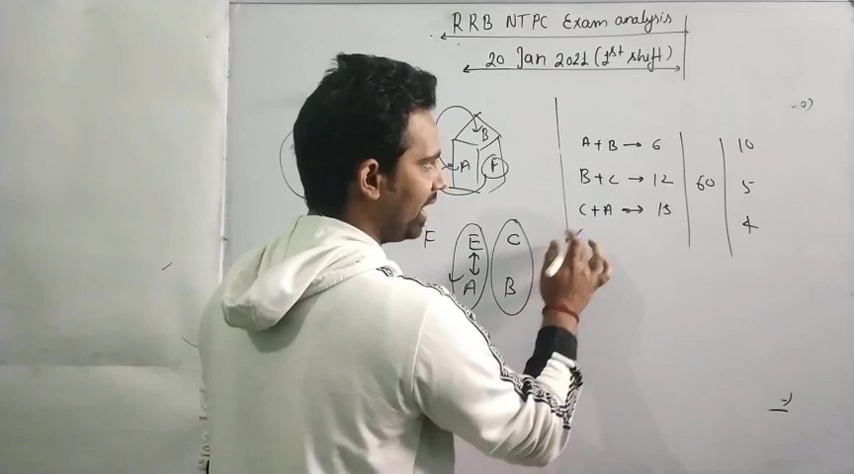 RRB NTPC Exam analysis
20 Jan 2021 (1st shift)
B
A F
A + B → 6 10
B + C → 12 60 5
C + A → 15 4
F E C
A B